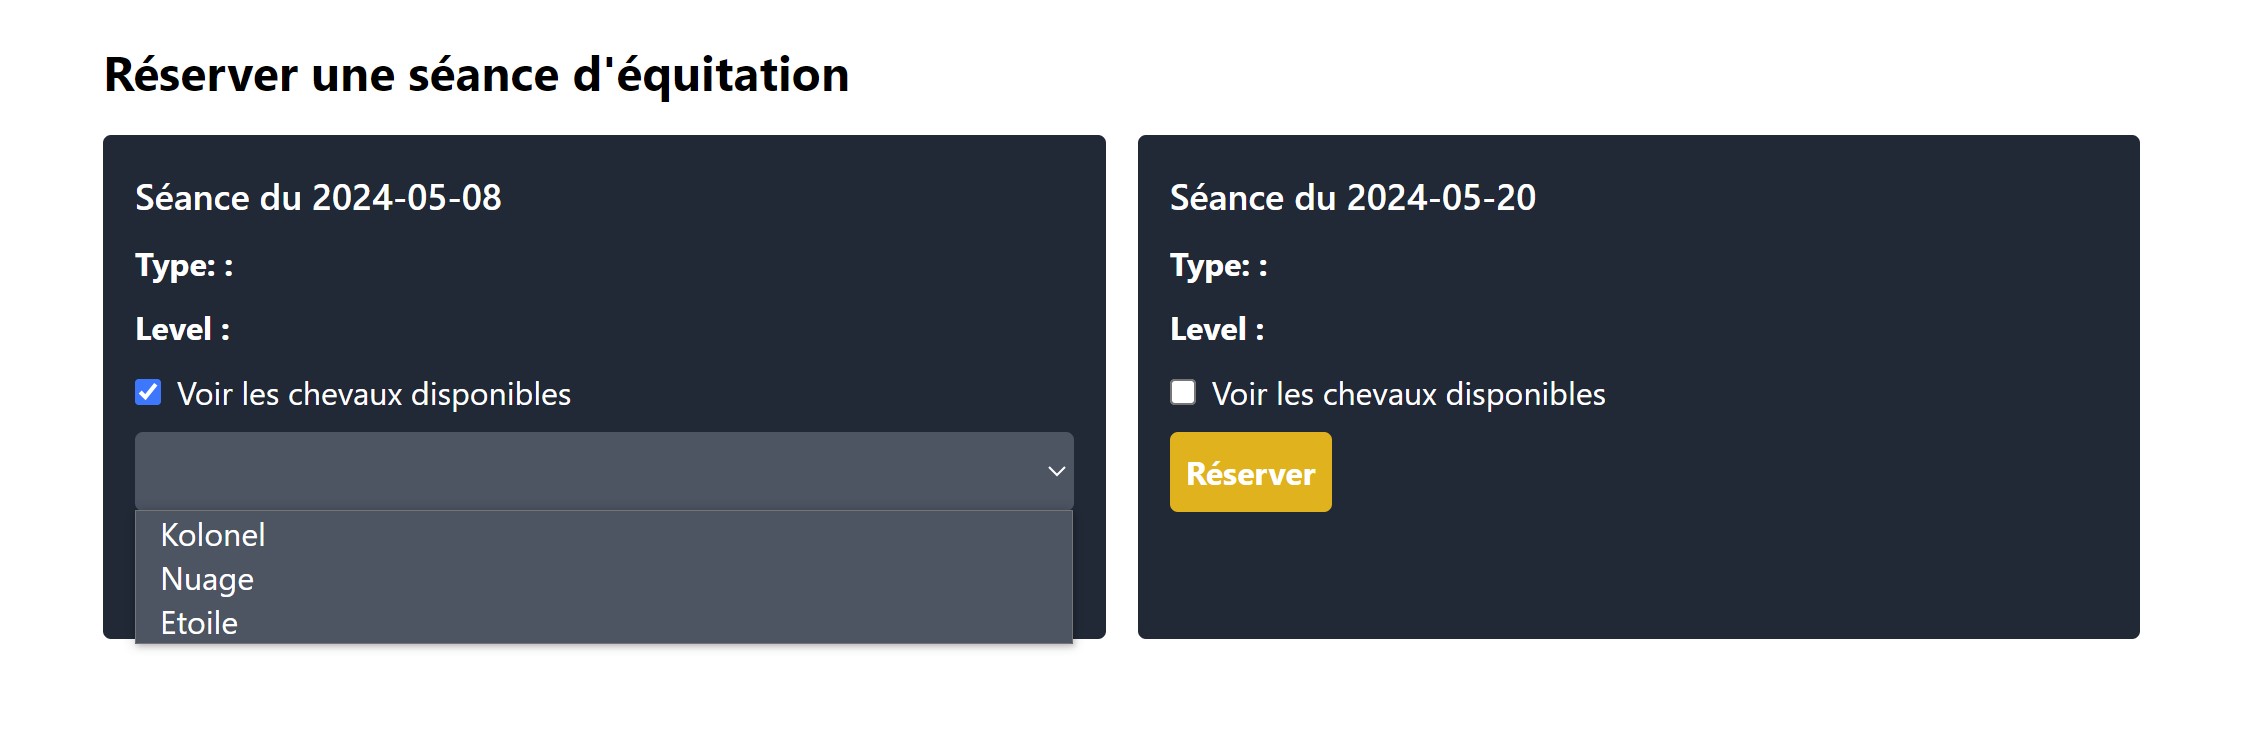 Réserver une séance d'équitation
Séance du 2024-05-08
Type: :
Level :
Voir les chevaux disponibles
Kolonel
Nuage
Etoile
Séance du 2024-05-20
Type: :
Level :
Voir les chevaux disponibles
Réserver